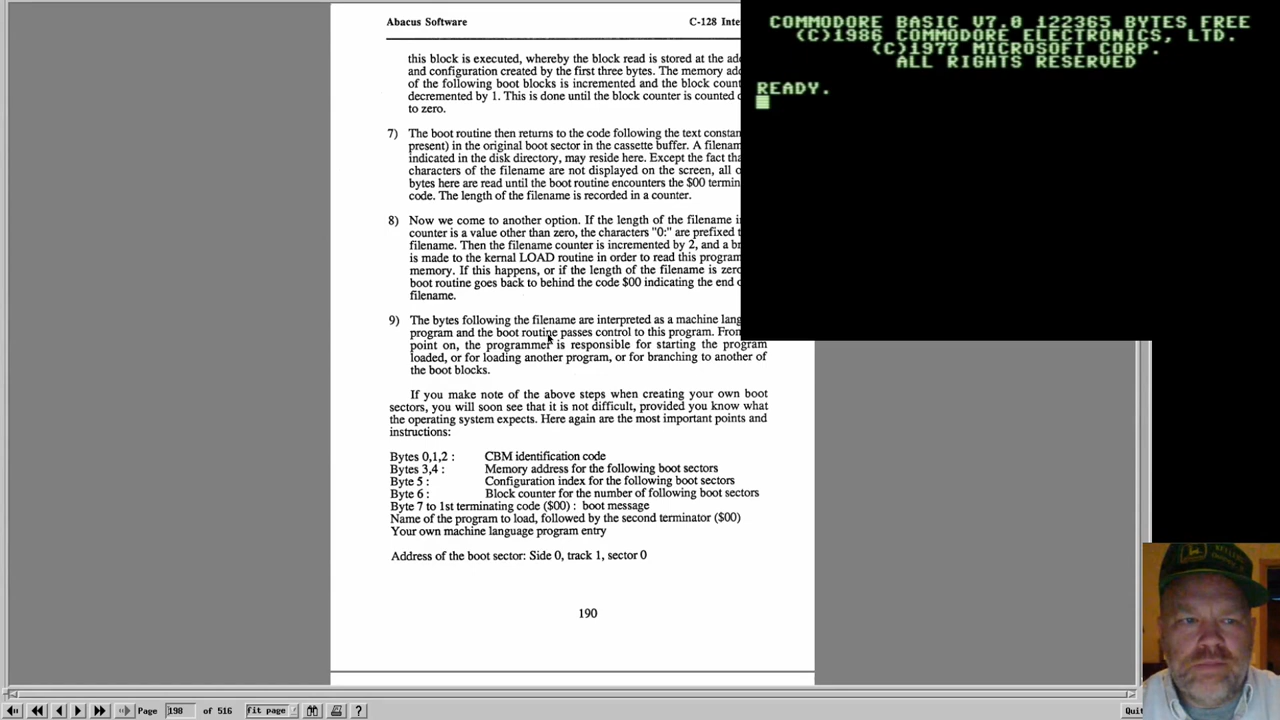 Abacus Software
C-128 Inte
this block is executed, whereby the block read is stored at the ad
and configuration created by the first three bytes. The memory ad
of the following boot blocks is incremented and the block coun
decremented by 1. This is done until the block counter is counted d
to zero.
7) The boot routine then returns to the code following the text constan
present) in the original boot sector in the cassette buffer. A filenam
indicated in the disk directory, may reside here. Except the fact tha
characters of the filename are not displayed on the screen, all o
bytes here are read until the boot routine encounters the $00 termin
code. The length of the filename is recorded in a counter.
8) Now we come to another option. If the length of the filename i
counter is a value other than zero, the characters "0:" are prefixed t
filename. Then the filename counter is incremented by 2, and a br
is made to the kernal LOAD routine in order to read this program
memory. If this happens, or if the length of the filename is zero
boot routine goes back to behind the code $00 indicating the end o
filename.
9) The bytes following the filename are interpreted as a machine lang
program and the boot routine passes control to this program. From
point on, the programmer is responsible for starting the program
loaded, or for loading another program, or for branching to another of
the boot blocks.
If you make note of the above steps when creating your own boot
sectors, you will soon see that it is not difficult, provided you know what
the operating system expects. Here again are the most important points and
instructions:
Bytes 0,1,2 : CBM identification code
Bytes 3,4 : Memory address for the following boot sectors
Byte 5 : Configuration index for the following boot sectors
Byte 6 : Block counter for the number of following boot sectors
Byte 7 to 1st terminating code ($00) : boot message
Name of the program to load, followed by the second terminator ($00)
Your own machine language program entry
Address of the boot sector: Side 0, track 1, sector 0
190
COMMODORE BASIC V7.0 122365 BYTES FREE
(C)1986 COMMODORE ELECTRONICS, LTD.
(C)1977 MICROSOFT CORP.
ALL RIGHTS RESERVED
READY.
Page 198 of 516 fit page ? Quit